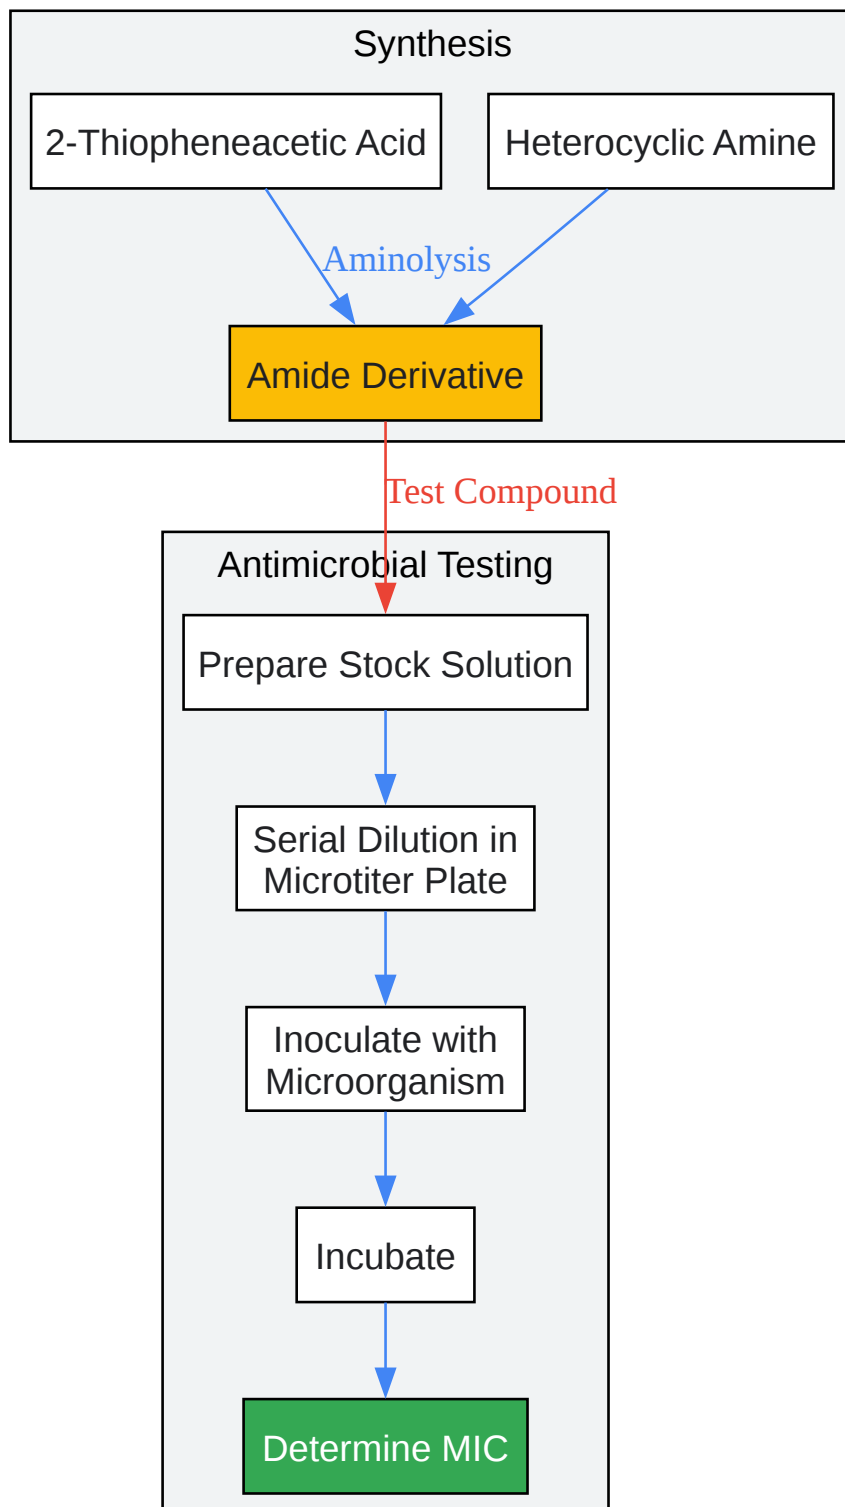 Synthesis
2-Thiopheneacetic Acid
Heterocyclic Amine
Aminolysis
Amide Derivative
Test Compound
Antimicrobial Testing
Prepare Stock Solution
Serial Dilution in
Microtiter Plate
Inoculate with
Microorganism
Incubate
Determine MIC